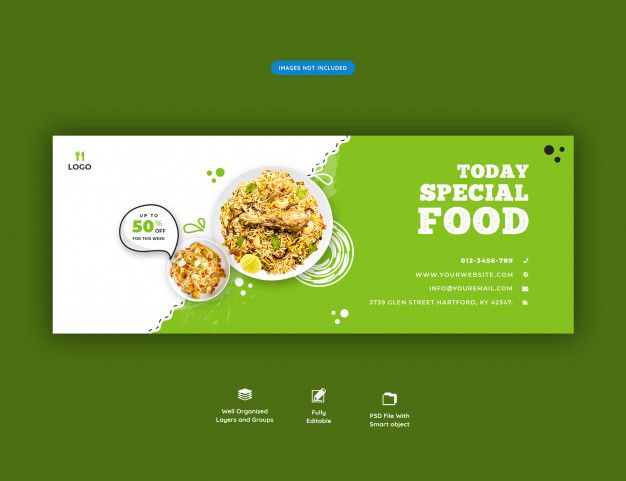 IMAGES NOT INCLUDED
LOGO
UP TO
50% OFF
FOR THIS WEEK
TODAY
SPECIAL
FOOD
012-3456-789
WWW.YOURWEBSITE.COM
INFO@YOUREMAIL.COM
3739 GLEN STREET HARTFORD, KY 42347.
Well Organized
Layers and Groups
Fully
Editable
PSD File With
Smart object